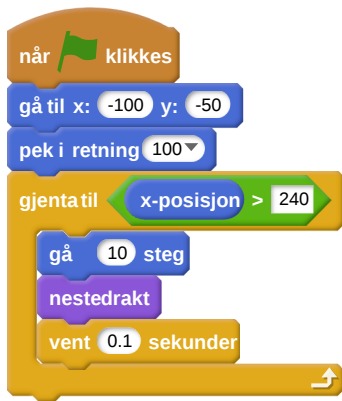 når klikkes
gå til x: -100 y: -50
pek i retning 100
gjenta til x-posisjon > 240
gå 10 steg
nestedrakt
vent 0.1 sekunder